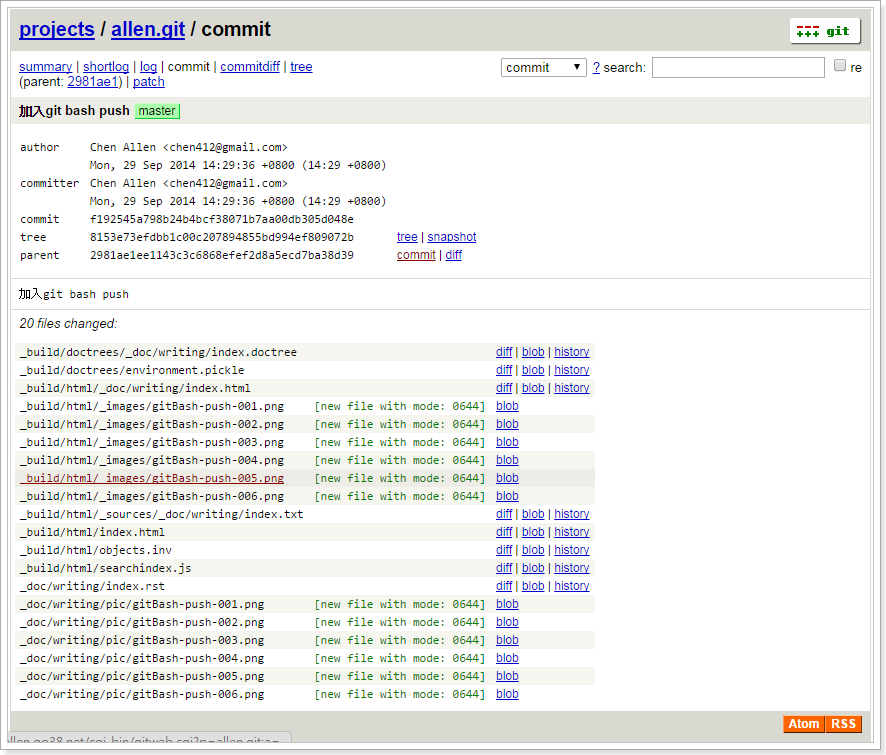 projects / allen.git / commit
git
summary | shortlog | log | commit | commitdiff | tree
commit ? search: re
(parent: 2981ae1) | patch
加入git bash push master
author Chen Allen <chen412@gmail.com>
Mon, 29 Sep 2014 14:29:36 +0800 (14:29 +0800)
committer Chen Allen <chen412@gmail.com>
Mon, 29 Sep 2014 14:29:36 +0800 (14:29 +0800)
commit f192545a798b24b4bcf38071b7aa00db305d048e
tree 8153e73efdbb1c00c207894855bd994ef809072b tree | snapshot
parent 2981ae1ee1143c3c6868efef2d8a5ecd7ba38d39 commit | diff
加入git bash push
20 files changed:
_build/doctrees/_doc/writing/index.doctree diff | blob | history
_build/doctrees/environment.pickle diff | blob | history
_build/html/_doc/writing/index.html diff | blob | history
_build/html/_images/gitBash-push-001.png [new file with mode: 0644] blob
_build/html/_images/gitBash-push-002.png [new file with mode: 0644] blob
_build/html/_images/gitBash-push-003.png [new file with mode: 0644] blob
_build/html/_images/gitBash-push-004.png [new file with mode: 0644] blob
_build/html/_images/gitBash-push-005.png [new file with mode: 0644] blob
_build/html/_images/gitBash-push-006.png [new file with mode: 0644] blob
_build/html/_sources/_doc/writing/index.txt diff | blob | history
_build/html/index.html diff | blob | history
_build/html/objects.inv diff | blob | history
_build/html/searchindex.js diff | blob | history
_doc/writing/index.rst diff | blob | history
_doc/writing/pic/gitBash-push-001.png [new file with mode: 0644] blob
_doc/writing/pic/gitBash-push-002.png [new file with mode: 0644] blob
_doc/writing/pic/gitBash-push-003.png [new file with mode: 0644] blob
_doc/writing/pic/gitBash-push-004.png [new file with mode: 0644] blob
_doc/writing/pic/gitBash-push-005.png [new file with mode: 0644] blob
_doc/writing/pic/gitBash-push-006.png [new file with mode: 0644] blob
Atom RSS